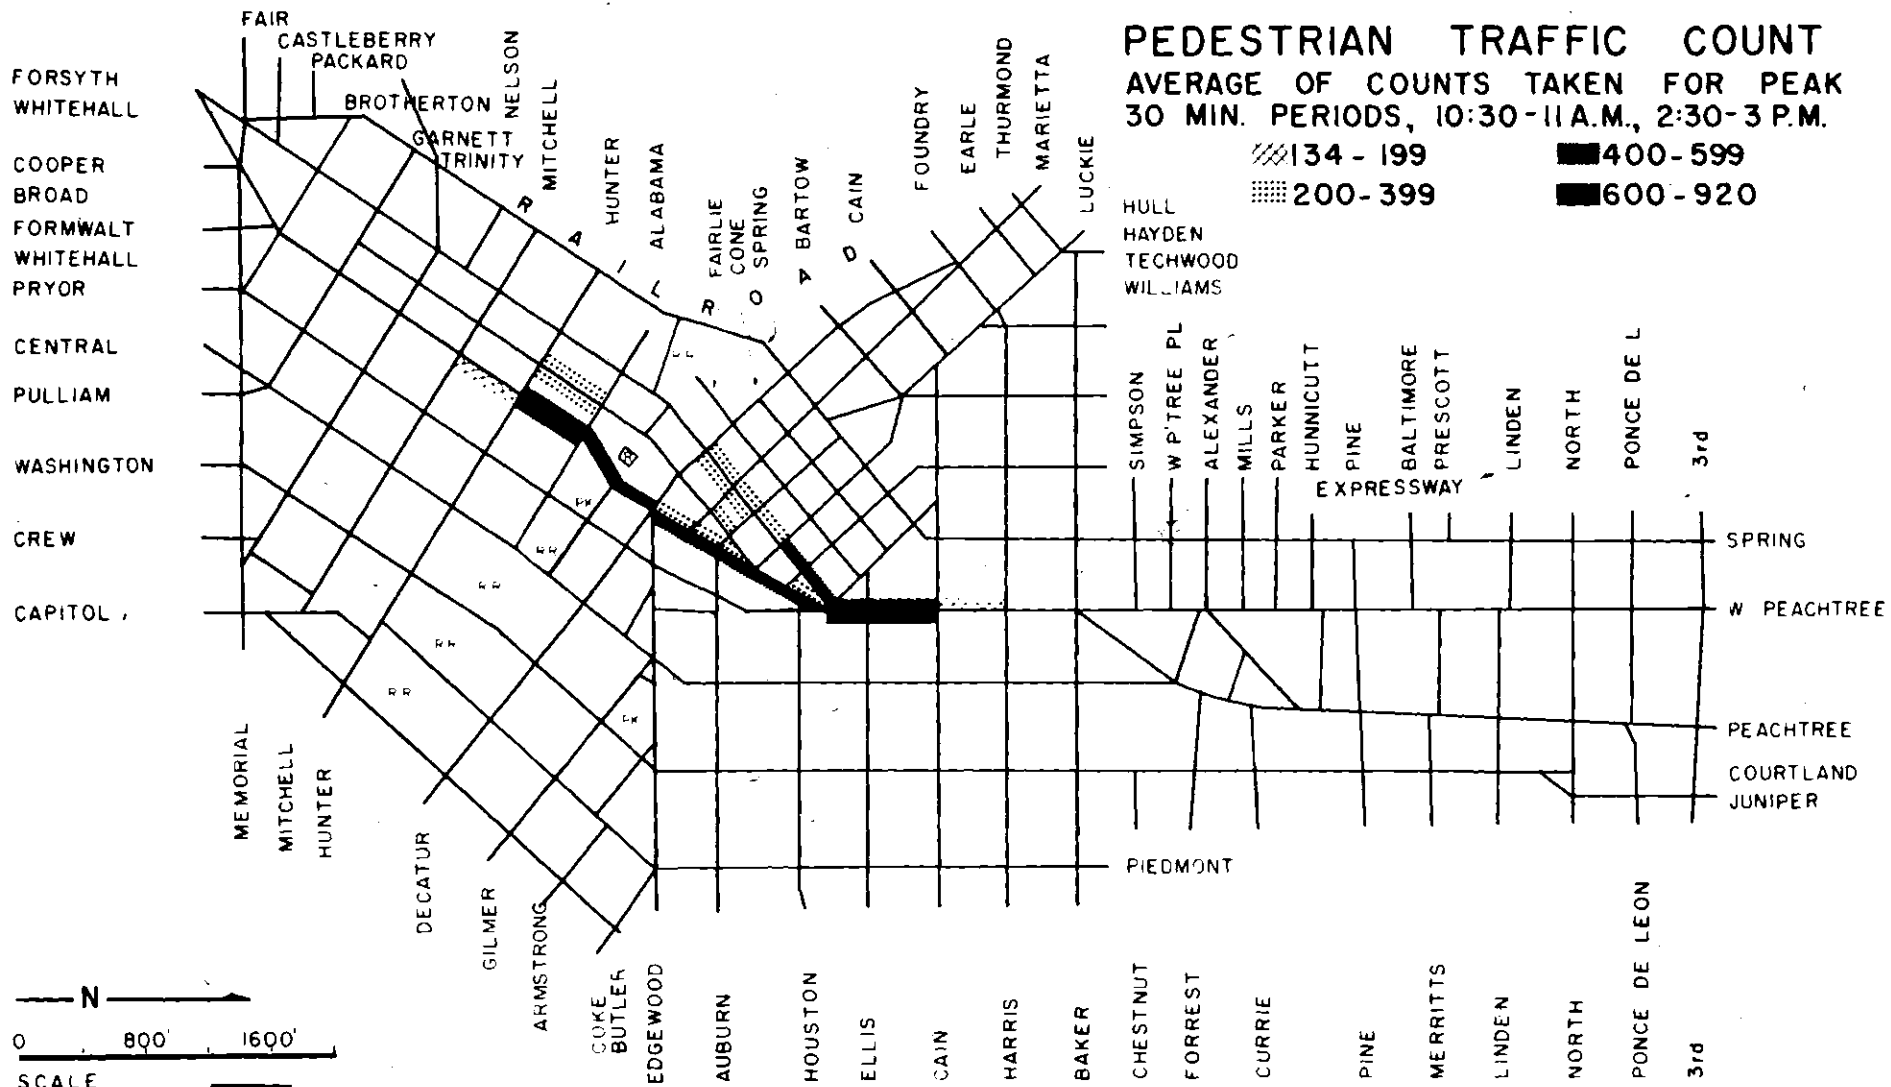 PEDESTRIAN TRAFFIC COUNT
AVERAGE OF COUNTS TAKEN FOR PEAK
30 MIN. PERIODS, 10:30-11 A.M., 2:30-3 P.M.
134-199
400-599
200-399
600-920
FAIR
CASTLEBERRY
PACKARD
BROTHERTON
GARNETT
TRINITY
NELSON
MITCHELL
HUNTER
ALABAMA
FAIRLIE
CONE
SPRING
BARTOW
CAIN
FOUNDRY
EARLE
THURMOND
MARIETTA
LUCKIE
RAILROAD
FORSYTH
WHITEHALL
COOPER
BROAD
FORMWALT
WHITEHALL
PRYOR
CENTRAL
PULLIAM
WASHINGTON
CREW
CAPITOL
HULL
HAYDEN
TECHWOOD
WILLIAMS
SIMPSON
W P'TREE PL
ALEXANDER
MILLS
PARKER
HUNNICUTT
PINE
BALTIMORE
PRESCOTT
LINDEN
NORTH
PONCE DE L
3rd
EXPRESSWAY
SPRING
W PEACHTREE
PEACHTREE
COURTLAND
JUNIPER
PIEDMONT
RR
RR
RR
RR
MEMORIAL
MITCHELL
HUNTER
DECATUR
GILMER
ARMSTRONG
COKE
BUTLER
EDGEWOOD
AUBURN
HOUSTON
ELLIS
CAIN
HARRIS
BAKER
CHESTNUT
FORREST
CURRIE
PINE
MERRITTS
LINDEN
NORTH
PONCE DE LEON
3rd
N
0 800' 1600'
SCALE